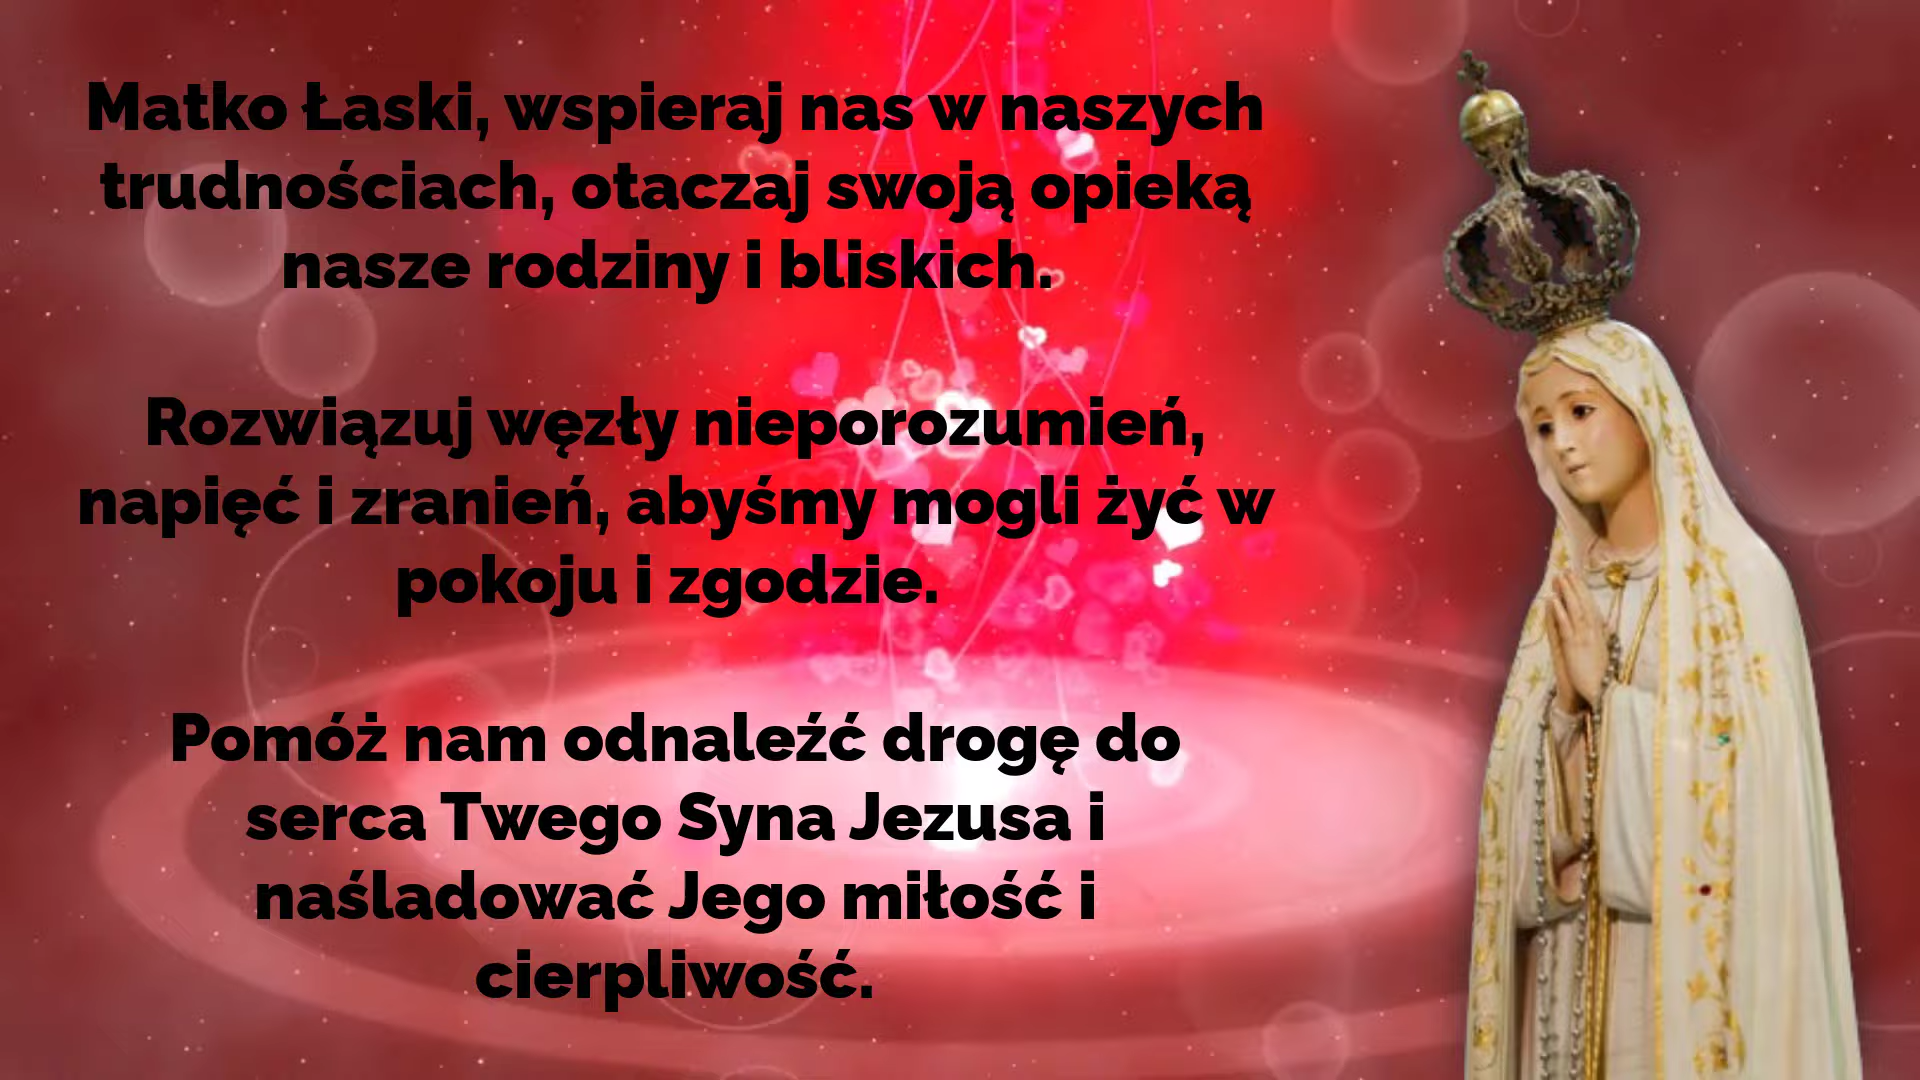 Matko Łaski, wspieraj nas w naszych
trudnościach, otaczaj swoją opieką
nasze rodziny i bliskich.
Rozwiązuj węzły nieporozumień,
napięć i zranień, abyśmy mogli żyć w
pokoju i zgodzie.
Pomóż nam odnaleźć drogę do
serca Twego Syna Jezusa i
naśladować Jego miłość i
cierpliwość.